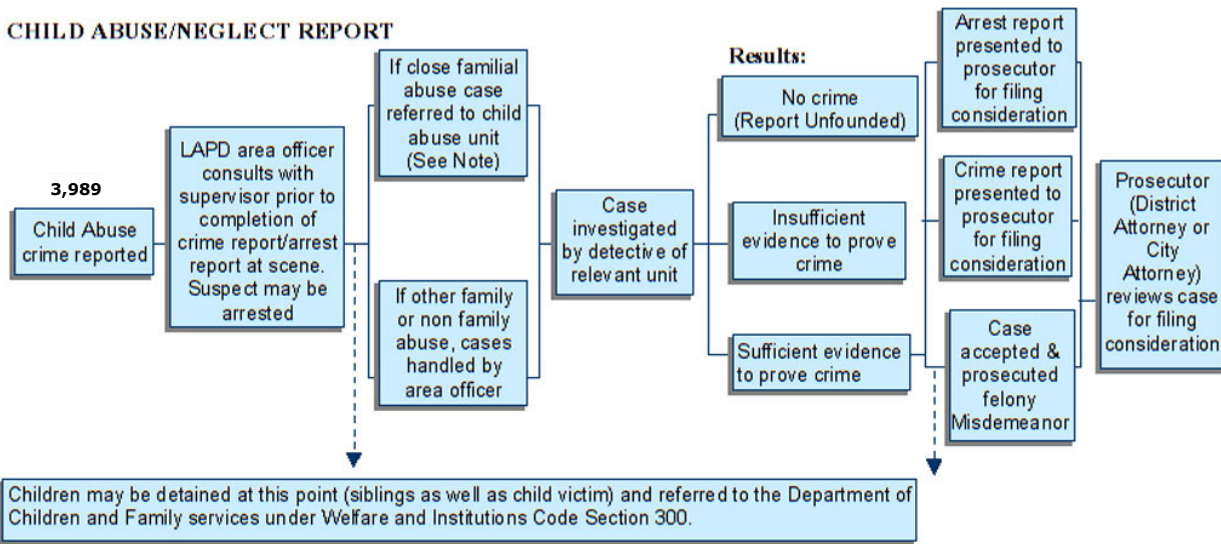 CHILD ABUSE/NEGLECT REPORT
3,989
Child Abuse
crime reported
LAPD area officer
consults with
supervisor prior to
completion of
crime report/arrest
report at scene.
Suspect may be
arrested
If close familial
abuse case
referred to child
abuse unit
(See Note)
If other family
or non family
abuse, cases
handled by
area officer
Case
investigated
by detective of
relevant unit
Results:
No crime
(Report Unfounded)
Insufficient
evidence to prove
crime
Sufficient evidence
to prove crime
Arrest report
presented to
prosecutor
for filing
consideration
Crime report
presented to
prosecutor
for filing
consideration
Case
accepted &
prosecuted
felony
Misdemeanor
Prosecutor
(District
Attorney or
City
Attorney)
reviews case
for filing
consideration
Children may be detained at this point (siblings as well as child victim) and referred to the Department of
Children and Family services under Welfare and Institutions Code Section 300.